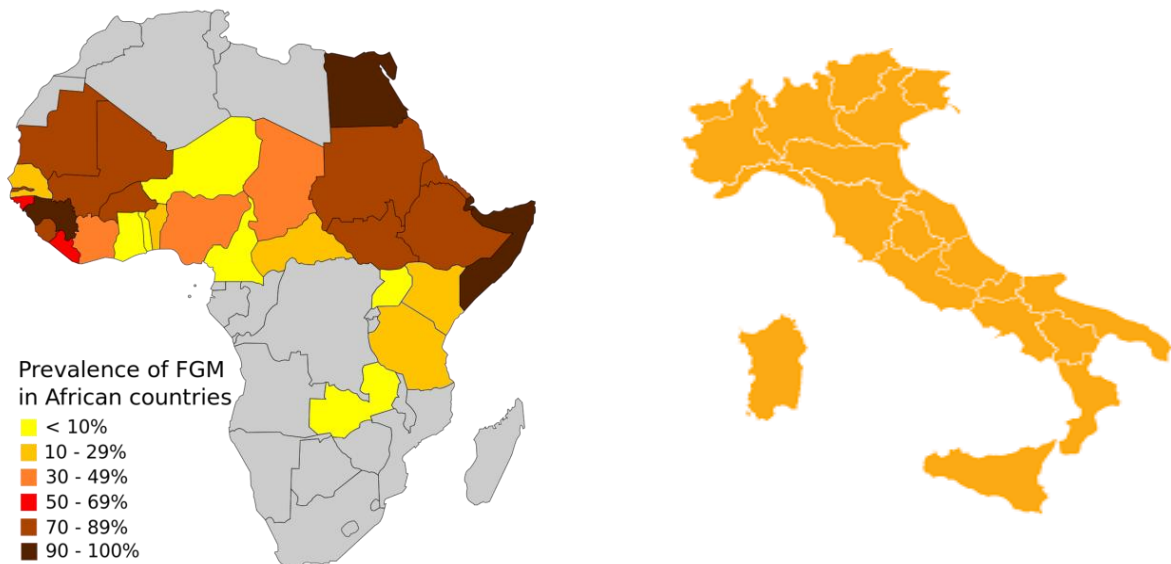 Prevalence of FGM
in African countries
< 10%
10 - 29%
30 - 49%
50 - 69%
70 - 89%
90 - 100%